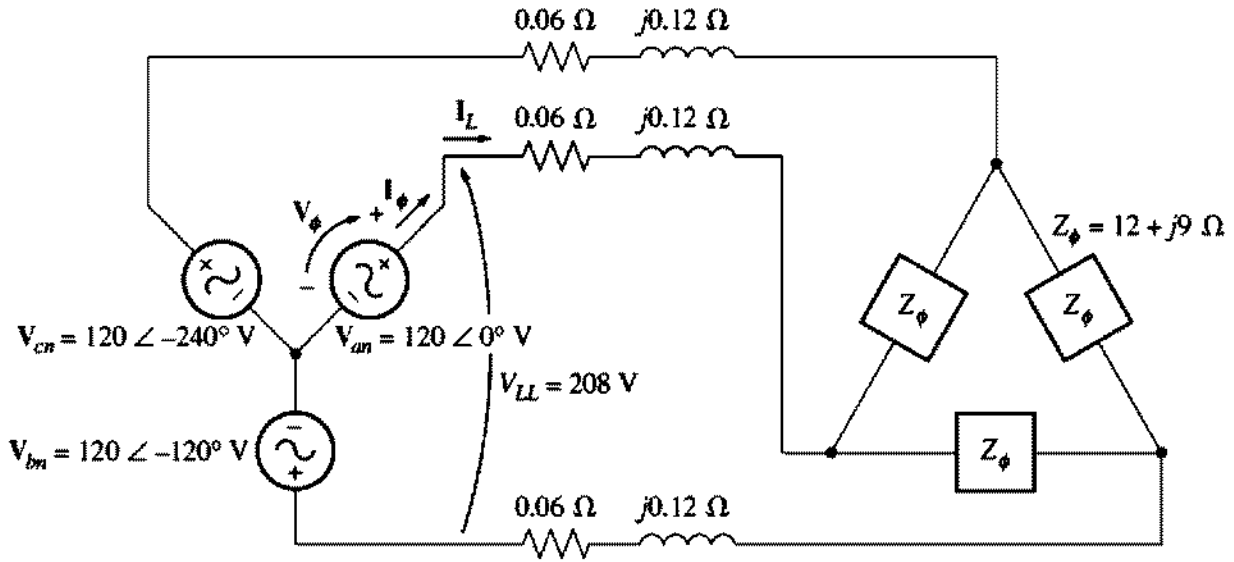 0.06 Ω j0.12 Ω
I_L 0.06 Ω j0.12 Ω
V_ϕ + I_ϕ
−
Z_ϕ = 12 + j9 Ω
Z_ϕ Z_ϕ
V_cn = 120 ∠ −240° V V_an = 120 ∠ 0° V
V_LL = 208 V
V_bn = 120 ∠ −120° V
−
+
Z_ϕ
0.06 Ω j0.12 Ω